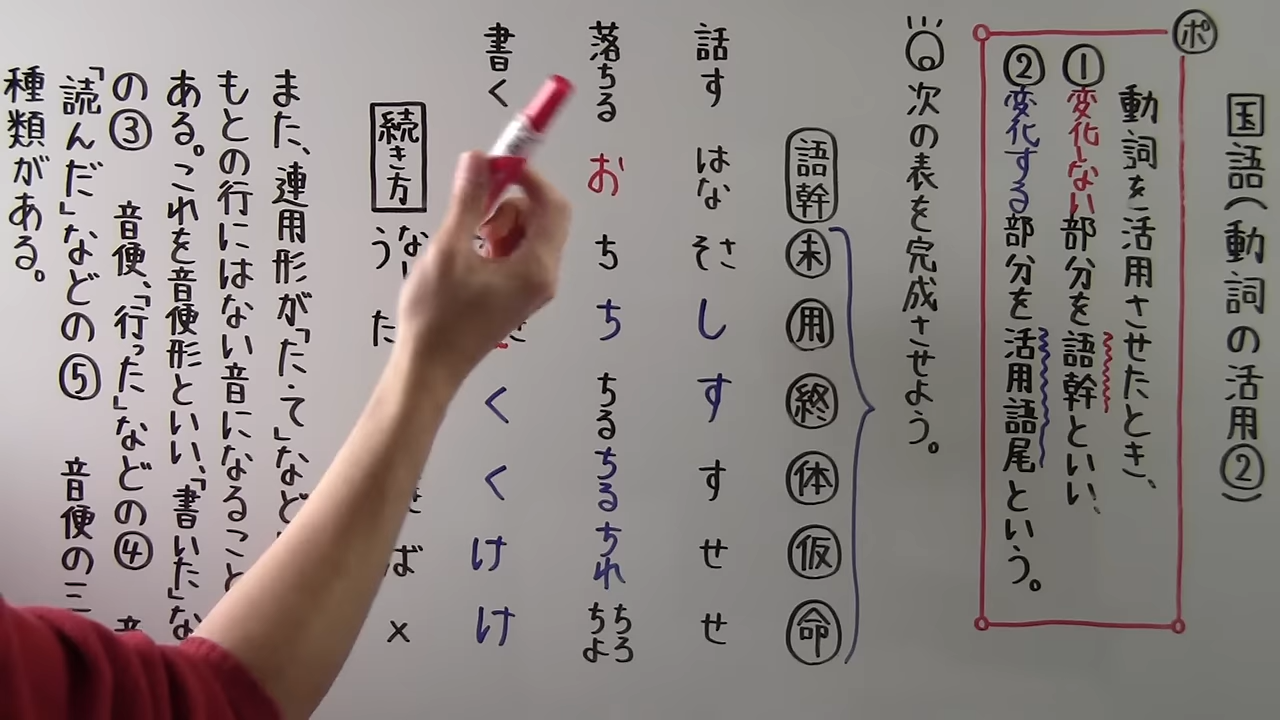 国語(動詞の活用②)
ポ
動詞を活用させたとき、
①変化しない部分を語幹といい、
②変化する部分を活用語尾という。
Q 次の表を完成させよう。
語幹 未 用 終 体 仮 命
話す はな さそ し す す せ せ
落ちる お ち ち ちる ちる ちれ ちろちよ
書く き く く け け
続き方 な う た ば ×
また、連用形が「た・て」など
もとの行にはない音になること
ある。これを音便形といい、「書いた」な
の③ 音便、「行った」などの④
「読んだ」などの⑤ 音便の三
種類がある。